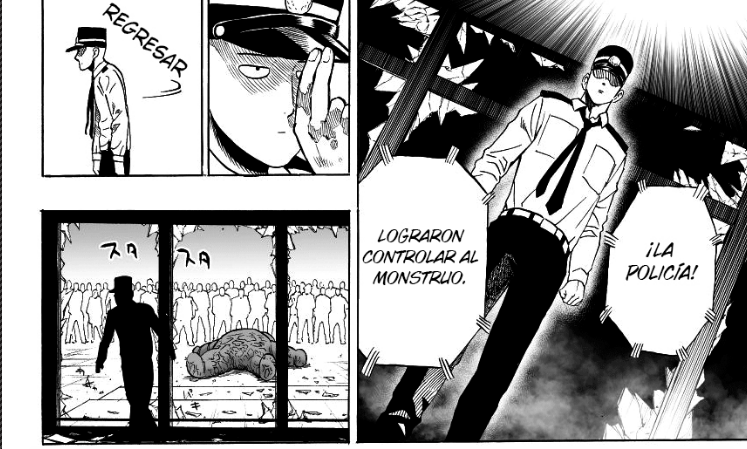 ¡LA
POLICÍA!
LOGRARON
CONTROLAR AL
MONSTRUO.
REGRESAR
スタ
スタ